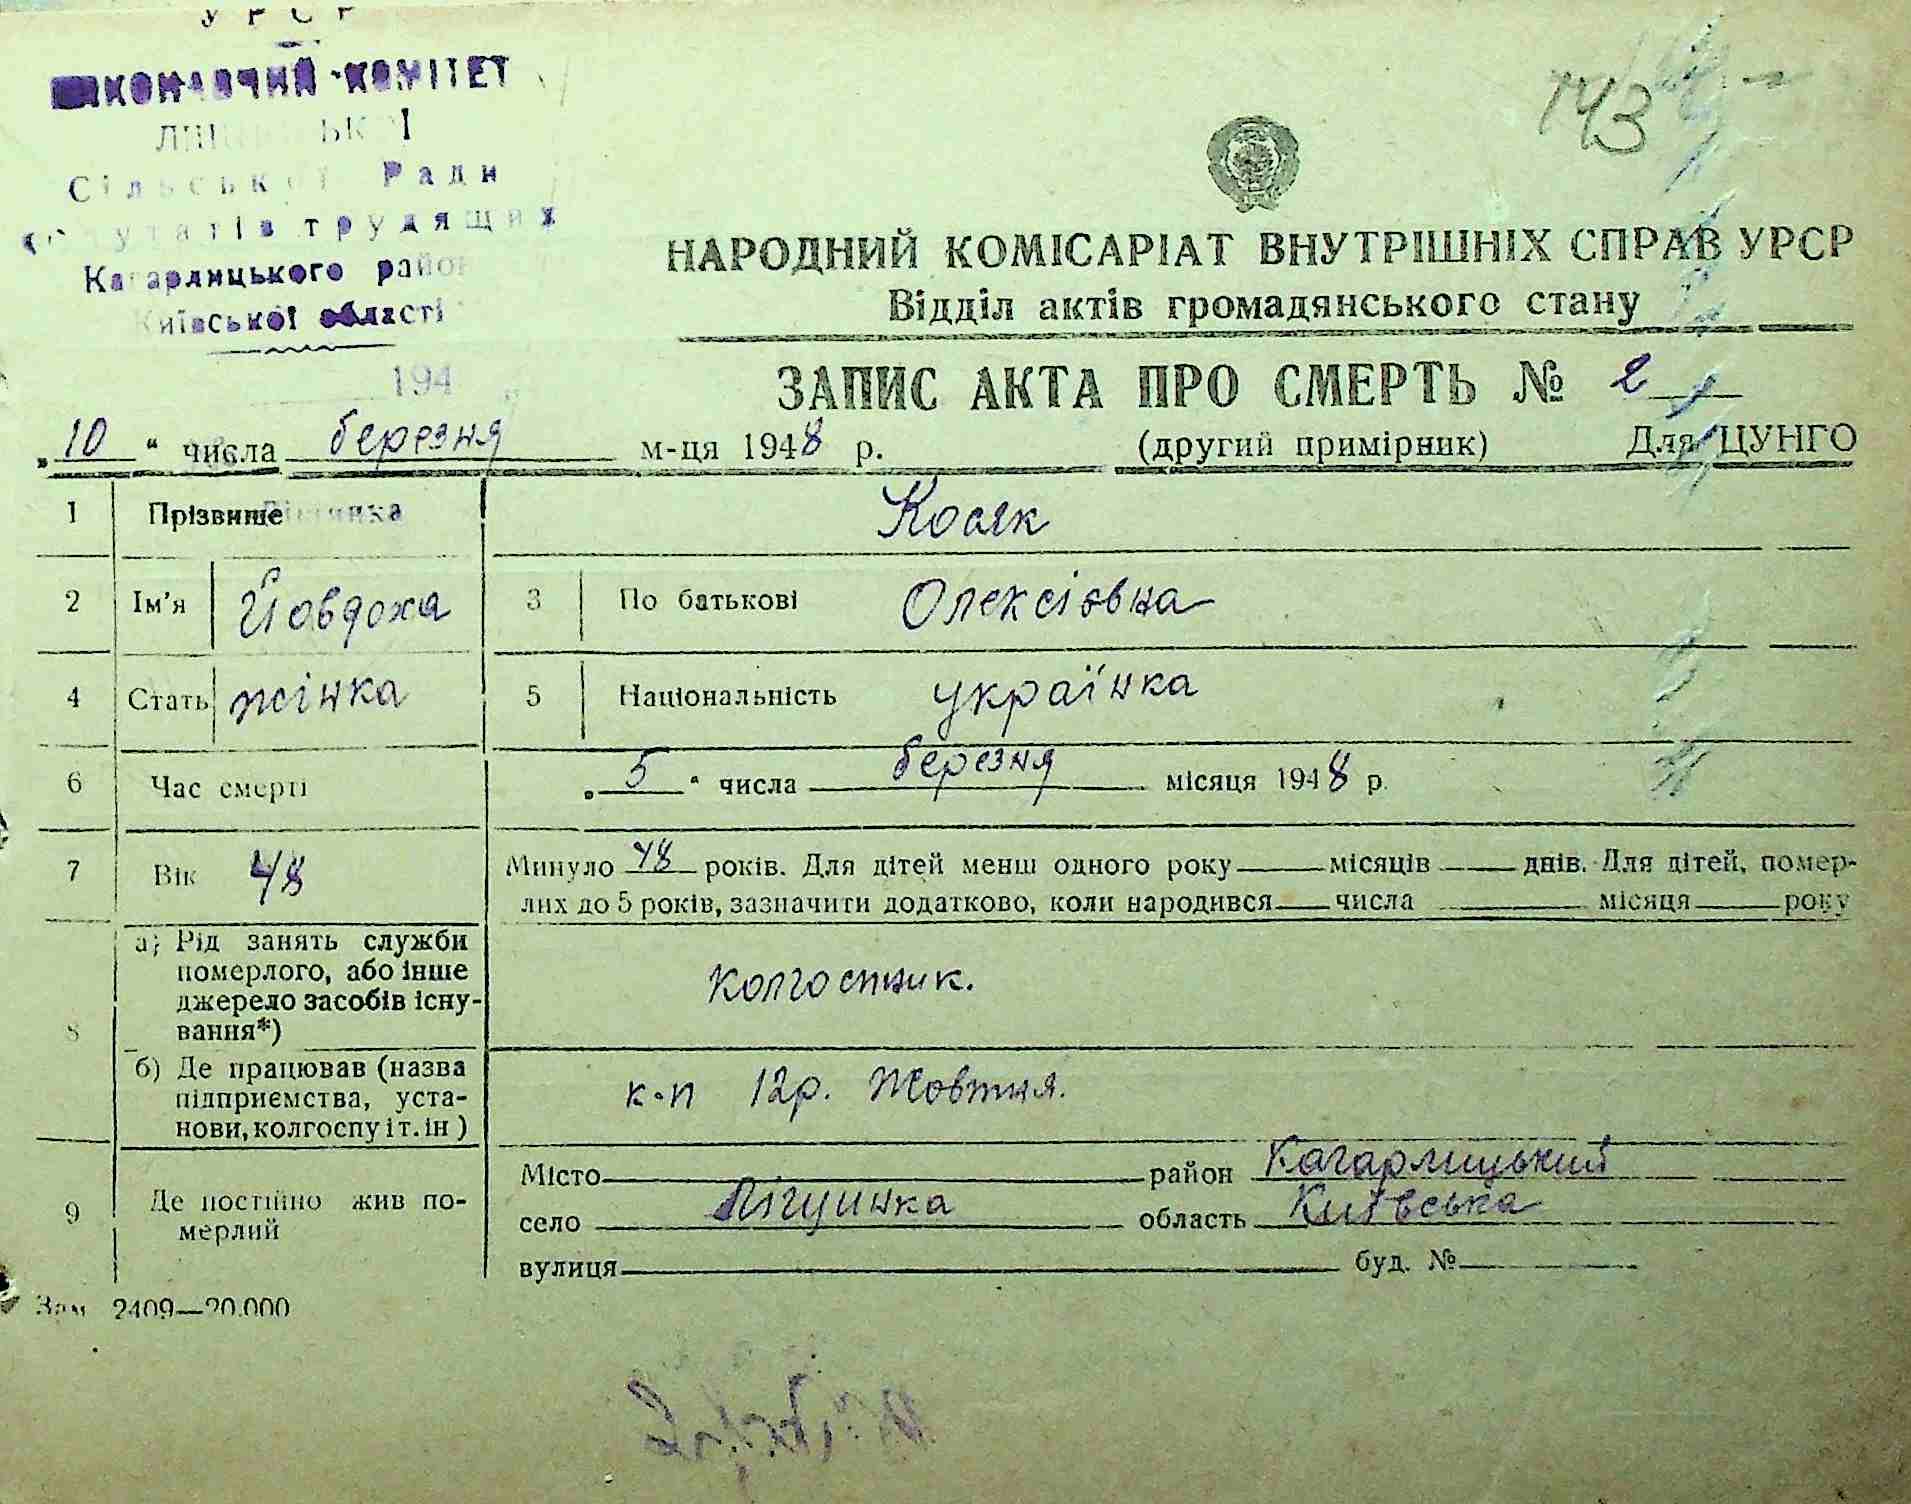 УРСР
ВИКОНАВЧИЙ КОМІТЕТ
Сільської Ради
депутатів трудящих
Кагарлицького району
Київської області
194
143
НАРОДНИЙ КОМІСАРІАТ ВНУТРІШНІХ СПРАВ УРСР
Відділ актів громадянського стану
ЗАПИС АКТА ПРО СМЕРТЬ № 2
„10“ числа березня м-ця 1948 р. (другий примірник) Для ЦУНГО
1 Прізвище Косяк
2 Ім'я Йовдоха 3 По батькові Олексіовна
4 Стать жінка 5 Національність українка
6 Час смерті „5“ числа березня місяця 1948 р.
7 Вік 48 Минуло 48 років. Для дітей менш одного року місяців днів. Для дітей, помер-
лих до 5 років, зазначити додатково, коли народився числа місяця року
8 а) Рід занять служби
померлого, або інше
джерело засобів існу-
вання*)
колгоспник.
б) Де працював (назва
підприємства, уста-
нови, колгоспу і т. ін)
к-п 12р. Жовтня.
9 Де постійно жив по-
мерлий
Місто район Кагарлицький
село область Київська
вулиця буд. №
Зам 2409—20.000